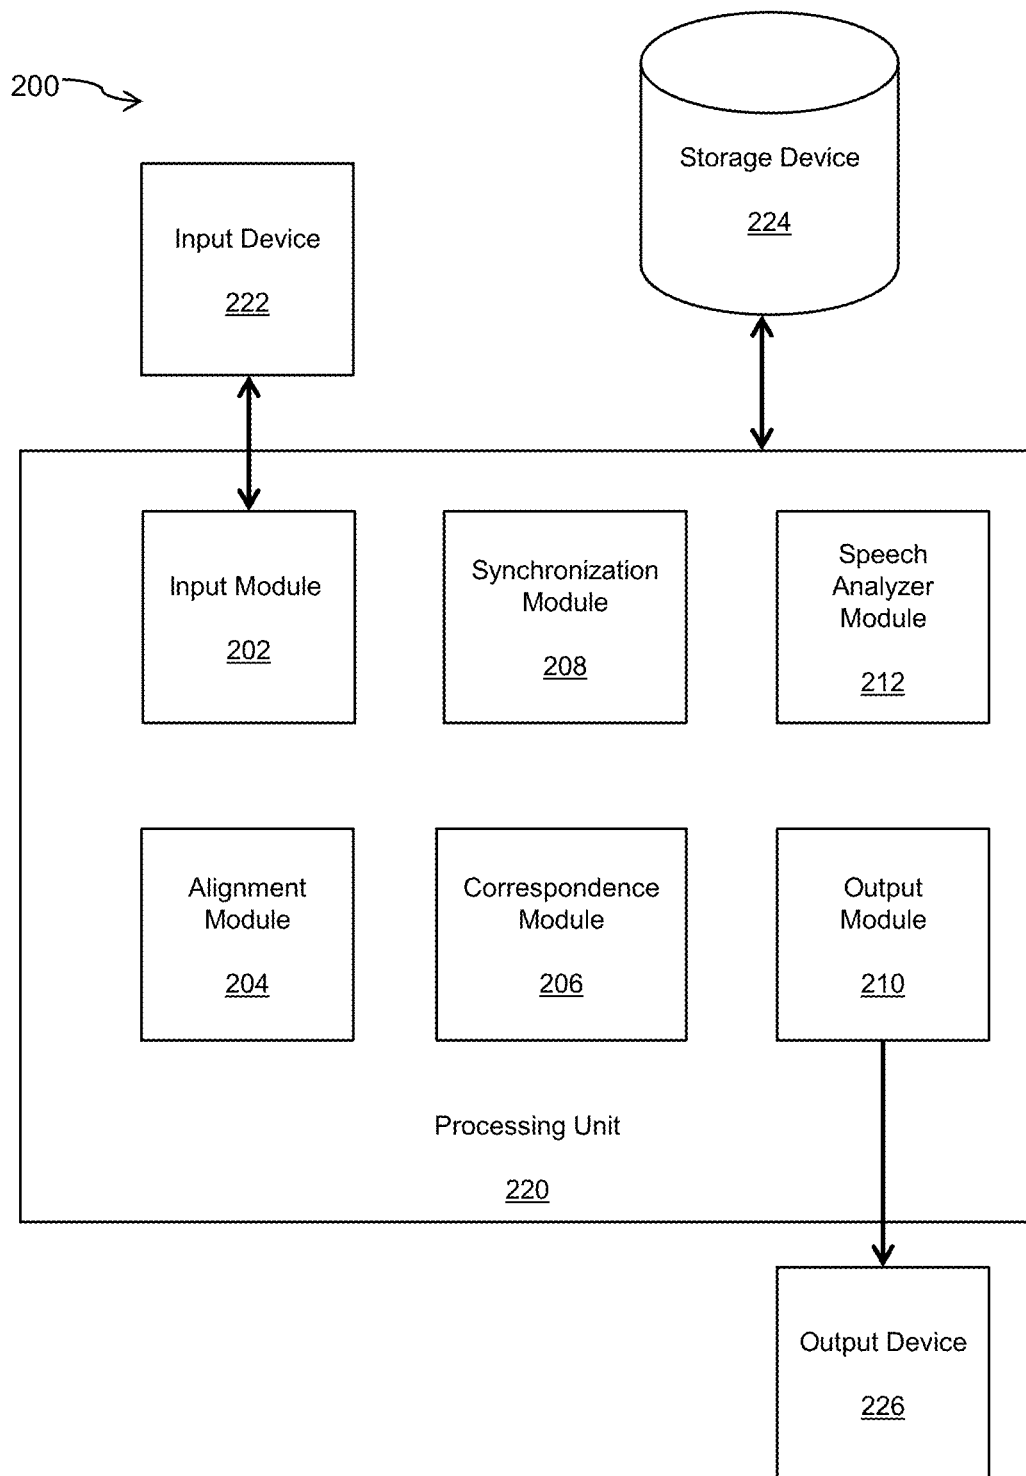 200
Storage Device
224
Input Device
222
Input Module
202
Synchronization
Module
208
Speech
Analyzer
Module
212
Alignment
Module
204
Correspondence
Module
206
Output
Module
210
Processing Unit
220
Output Device
226